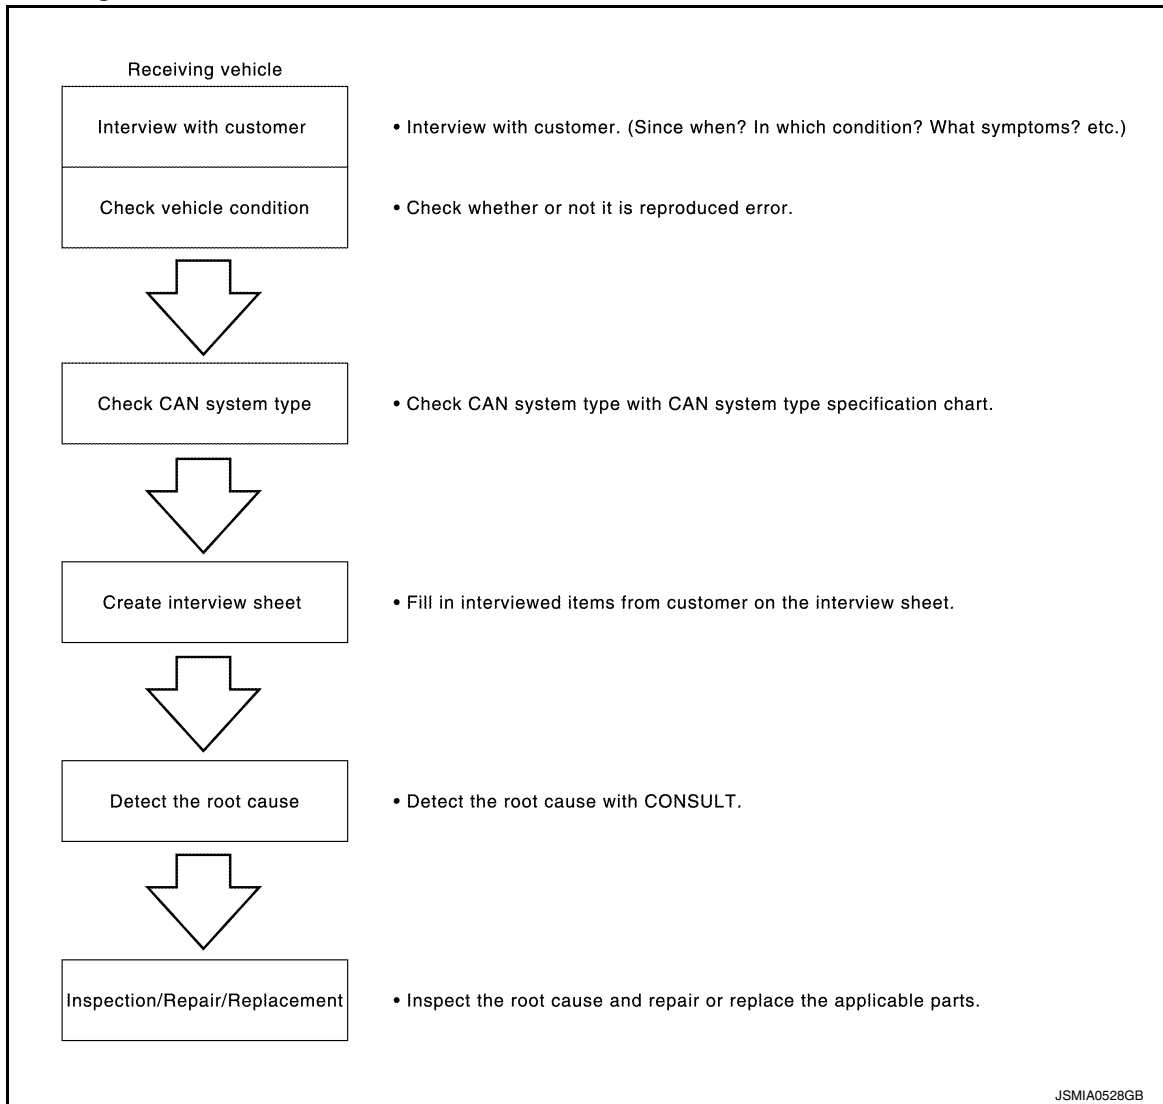 Receiving vehicle
Interview with customer
• Interview with customer. (Since when? In which condition? What symptoms? etc.)
Check vehicle condition
• Check whether or not it is reproduced error.
Check CAN system type
• Check CAN system type with CAN system type specification chart.
Create interview sheet
• Fill in interviewed items from customer on the interview sheet.
Detect the root cause
• Detect the root cause with CONSULT.
Inspection/Repair/Replacement
• Inspect the root cause and repair or replace the applicable parts.
JSMIA0528GB